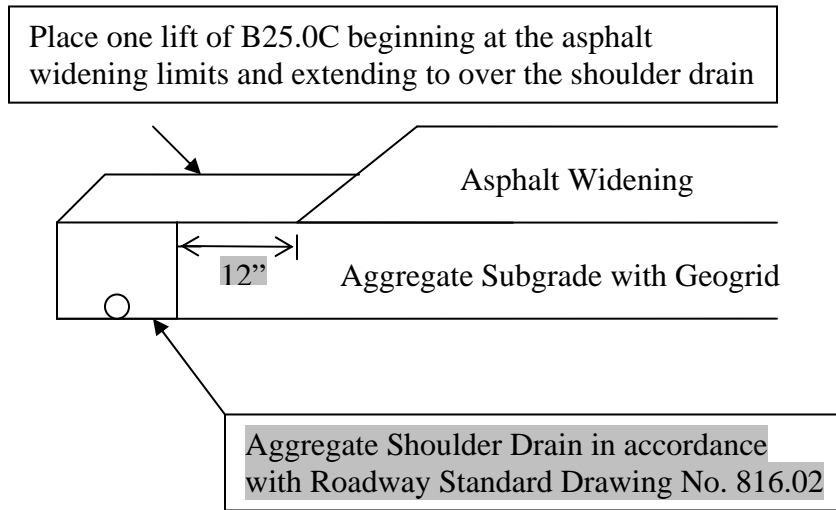 Place one lift of B25.0C beginning at the asphalt
widening limits and extending to over the shoulder drain
Asphalt Widening
12”
Aggregate Subgrade with Geogrid
Aggregate Shoulder Drain in accordance
with Roadway Standard Drawing No. 816.02